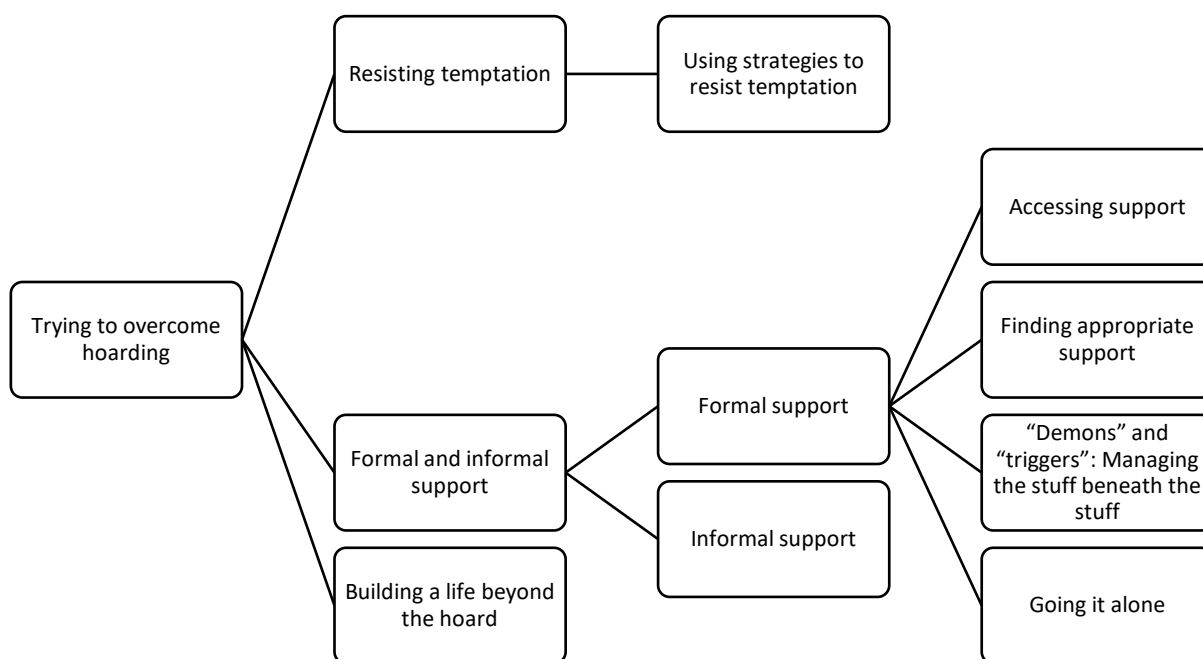 Trying to overcome
hoarding
Resisting temptation
Using strategies to
resist temptation
Formal and informal
support
Formal support
Accessing support
Finding appropriate
support
“Demons” and
“triggers”: Managing
the stuff beneath the
stuff
Going it alone
Informal support
Building a life beyond
the hoard